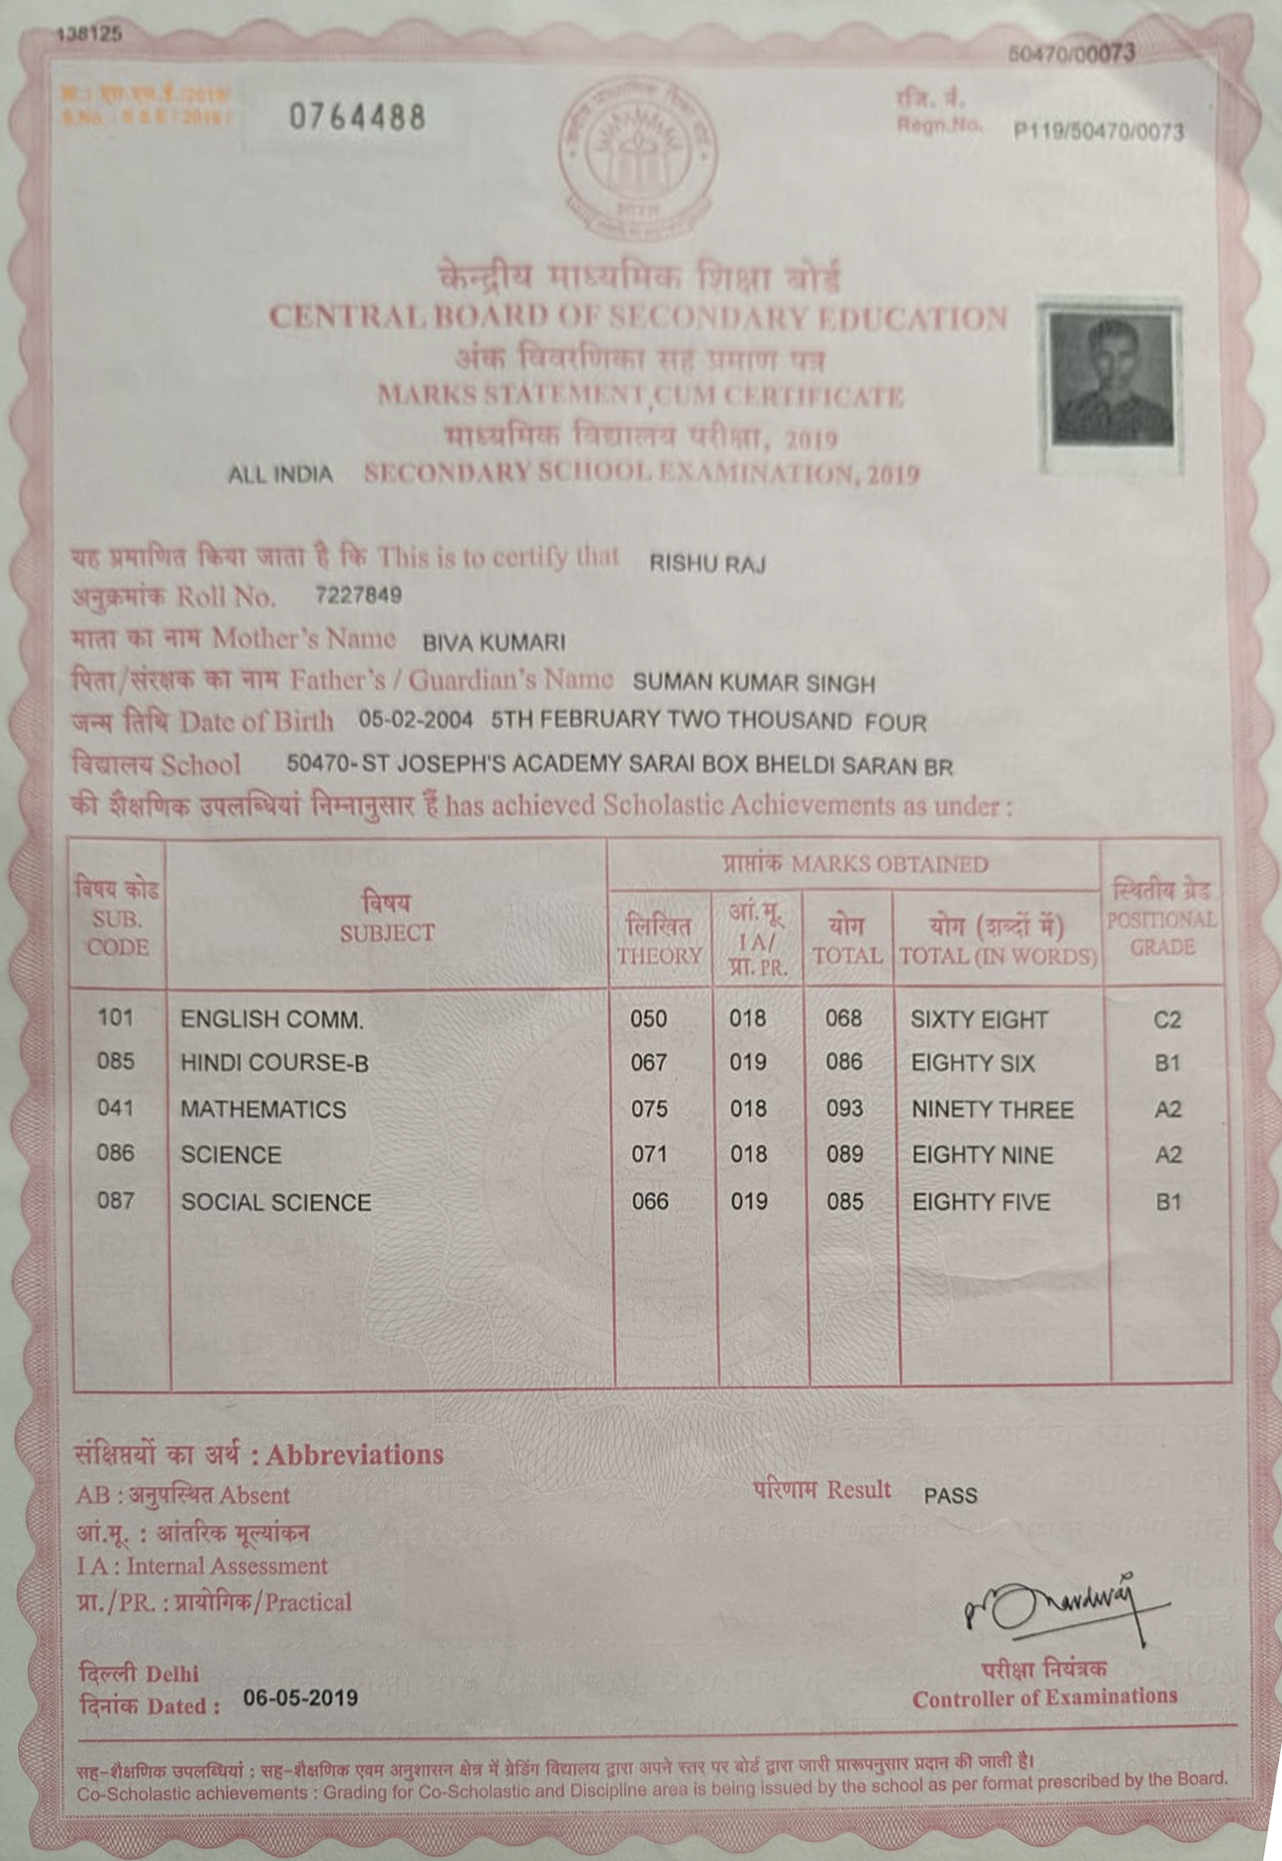 138125
50470/00073
क्र.: एस.एस.ई./2019/
S.No. : S S E / 2019 /
0764488
रजि. नं.
Regn.No. P119/50470/0073
भारत
केन्द्रीय माध्यमिक शिक्षा बोर्ड
CENTRAL BOARD OF SECONDARY EDUCATION
अंक विवरणिका सह प्रमाण पत्र
MARKS STATEMENT CUM CERTIFICATE
माध्यमिक विद्यालय परीक्षा, 2019
ALL INDIA SECONDARY SCHOOL EXAMINATION, 2019
यह प्रमाणित किया जाता है कि This is to certify that RISHU RAJ
अनुक्रमांक Roll No. 7227849
माता का नाम Mother's Name BIVA KUMARI
पिता/संरक्षक का नाम Father's / Guardian's Name SUMAN KUMAR SINGH
जन्म तिथि Date of Birth 05-02-2004 5TH FEBRUARY TWO THOUSAND FOUR
विद्यालय School 50470-ST JOSEPH'S ACADEMY SARAI BOX BHELDI SARAN BR
की शैक्षणिक उपलब्धियां निम्नानुसार हैं has achieved Scholastic Achievements as under :
विषय कोड
SUB.
CODE
विषय
SUBJECT
प्राप्तांक MARKS OBTAINED
लिखित
THEORY
आं.मू.
I A/
प्रा. PR.
योग
TOTAL
योग (शब्दों में)
TOTAL (IN WORDS)
स्थितीय ग्रेड
POSITIONAL
GRADE
101 ENGLISH COMM. 050 018 068 SIXTY EIGHT C2
085 HINDI COURSE-B 067 019 086 EIGHTY SIX B1
041 MATHEMATICS 075 018 093 NINETY THREE A2
086 SCIENCE 071 018 089 EIGHTY NINE A2
087 SOCIAL SCIENCE 066 019 085 EIGHTY FIVE B1
संक्षिप्तयों का अर्थ : Abbreviations
AB : अनुपस्थित Absent
परिणाम Result PASS
आं.मू. : आंतरिक मूल्यांकन
I A : Internal Assessment
प्रा./PR. : प्रायोगिक/Practical
दिल्ली Delhi
दिनांक Dated : 06-05-2019
परीक्षा नियंत्रक
Controller of Examinations
सह-शैक्षणिक उपलब्धियां : सह-शैक्षणिक एवम अनुशासन क्षेत्र में ग्रेडिंग विद्यालय द्वारा अपने स्तर पर बोर्ड द्वारा जारी प्रारूपनुसार प्रदान की जाती है।
Co-Scholastic achievements : Grading for Co-Scholastic and Discipline area is being issued by the school as per format prescribed by the Board.